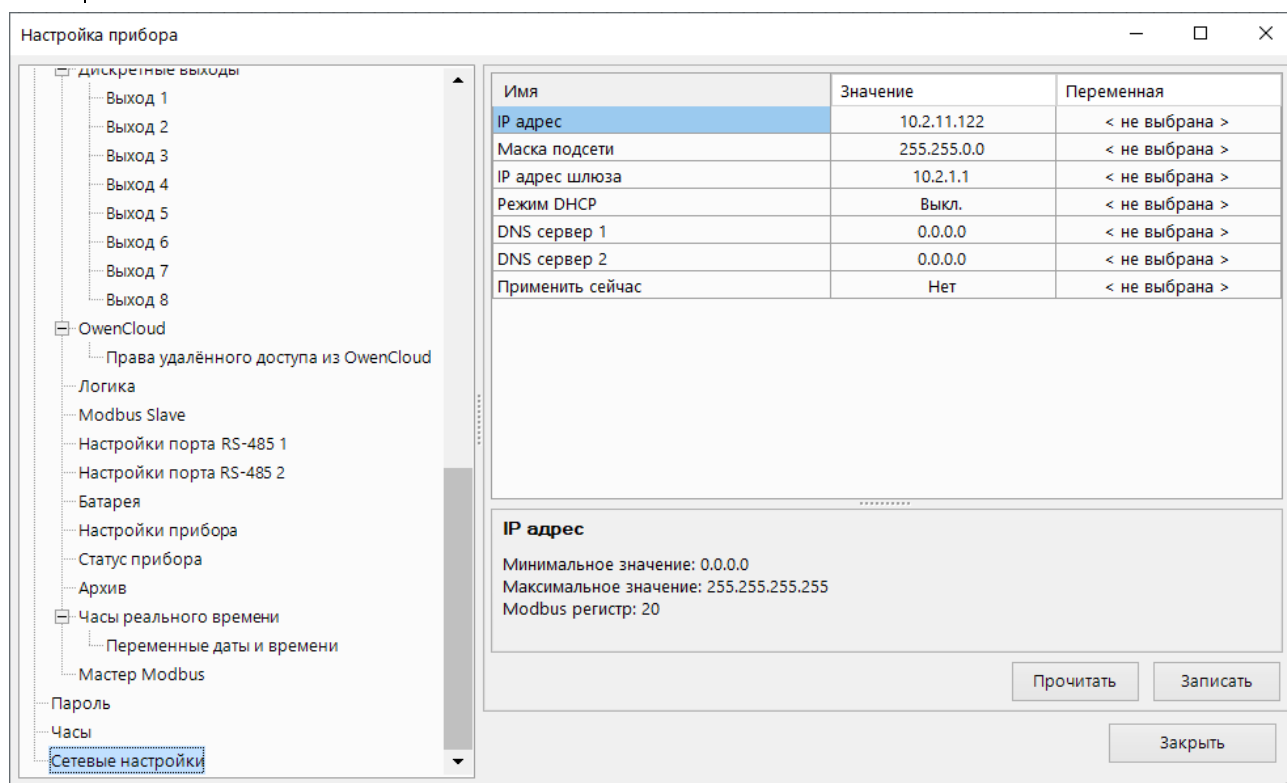 Настройка прибора
Дискретные выходы
Выход 1
Выход 2
Выход 3
Выход 4
Выход 5
Выход 6
Выход 7
Выход 8
OwenCloud
Права удалённого доступа из OwenCloud
Логика
Modbus Slave
Настройки порта RS-485 1
Настройки порта RS-485 2
Батарея
Настройки прибора
Статус прибора
Архив
Часы реального времени
Переменные даты и времени
Мастер Modbus
Пароль
Часы
Сетевые настройки
Имя Значение Переменная
IP адрес 10.2.11.122 < не выбрана >
Маска подсети 255.255.0.0 < не выбрана >
IP адрес шлюза 10.2.1.1 < не выбрана >
Режим DHCP Выкл. < не выбрана >
DNS сервер 1 0.0.0.0 < не выбрана >
DNS сервер 2 0.0.0.0 < не выбрана >
Применить сейчас Нет < не выбрана >
IP адрес
Минимальное значение: 0.0.0.0
Максимальное значение: 255.255.255.255
Modbus регистр: 20
Прочитать Записать
Закрыть